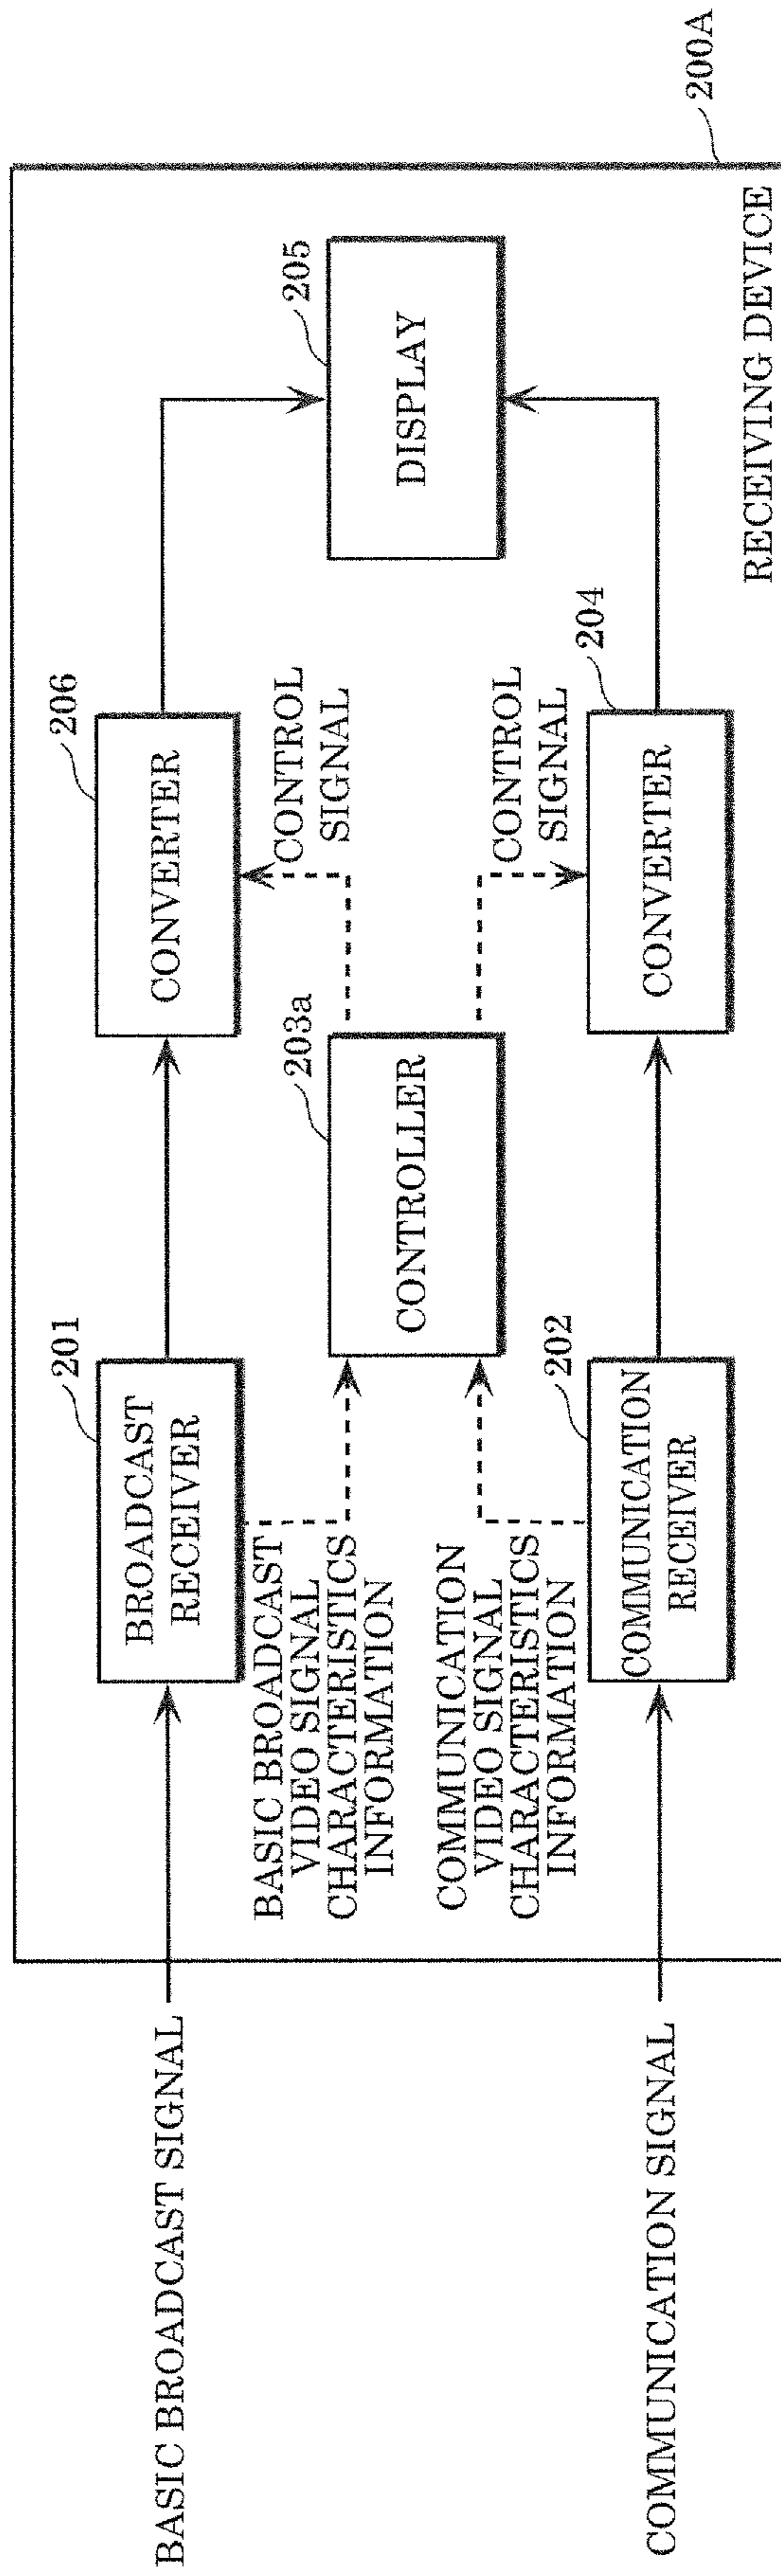 BASIC BROADCAST SIGNAL
COMMUNICATION SIGNAL
201
BROADCAST
RECEIVER
BASIC BROADCAST
VIDEO SIGNAL
CHARACTERISTICS
INFORMATION
COMMUNICATION
VIDEO SIGNAL
CHARACTERISTICS
INFORMATION
202
COMMUNICATION
RECEIVER
203a
CONTROLLER
206
CONVERTER
CONTROL
SIGNAL
CONTROL
SIGNAL
204
CONVERTER
205
DISPLAY
RECEIVING DEVICE
200A